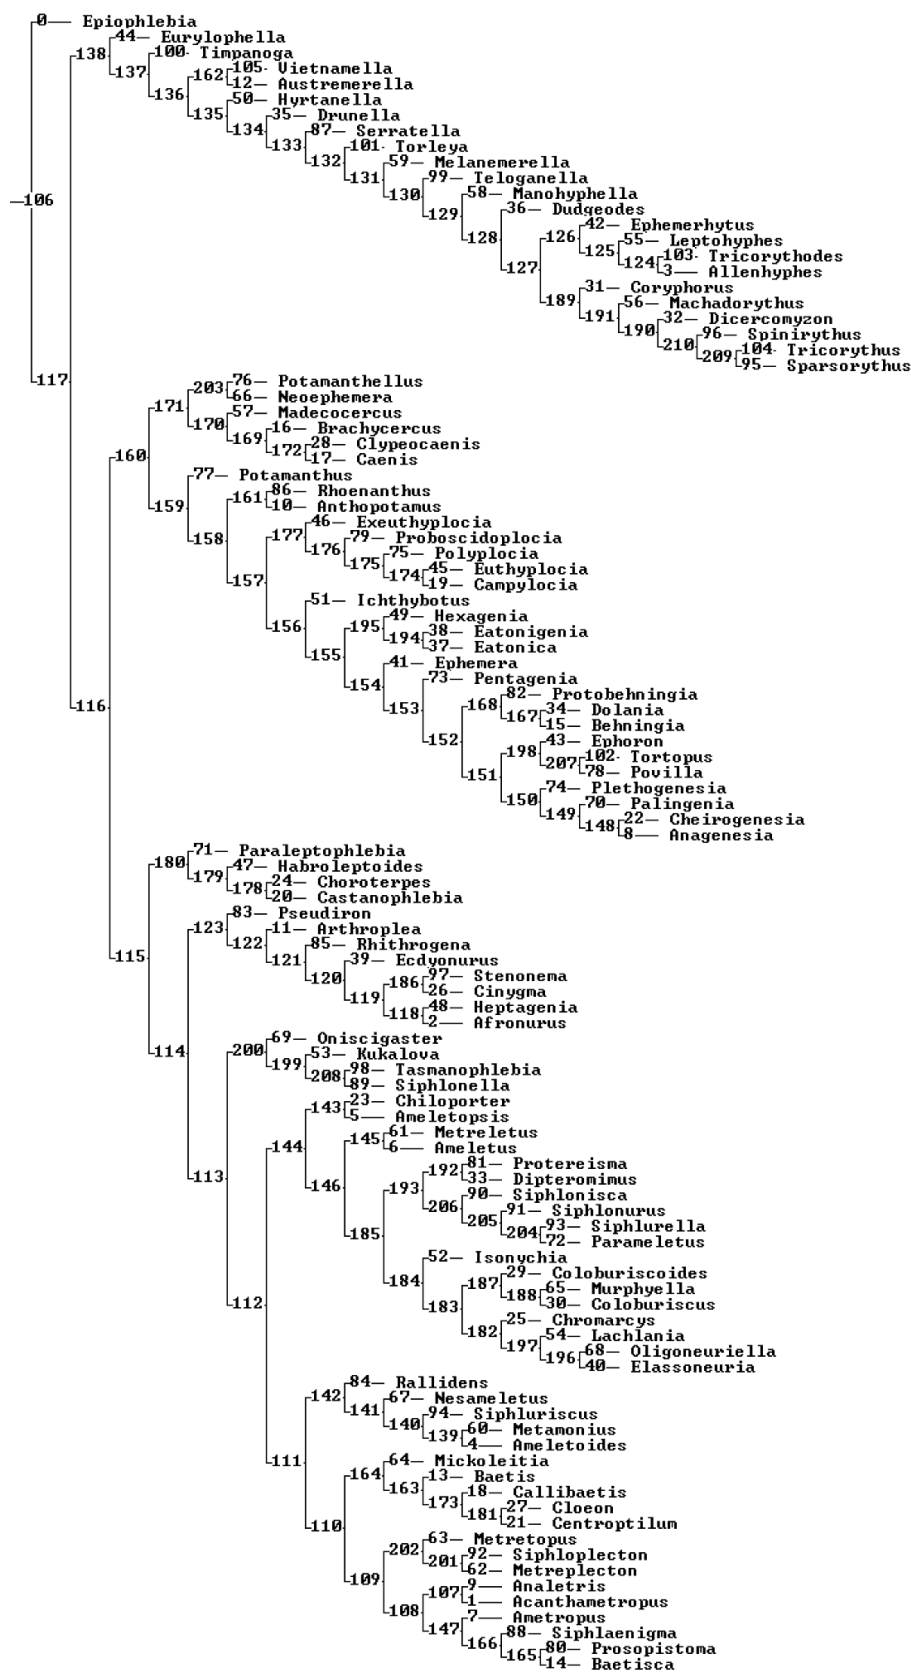 0 Epiophlebia
44 Eurylophella
138 100 Timpanoga
137 162 105 Vietnamella
12 Austremerella
136 50 Hyrtanella
135 35 Drunella
134 87 Serratella
133 101 Torleya
132 59 Melanemerella
131 99 Teloganella
130 58 Manohyphella
106 129 36 Dudgeodes
128 42 Ephemerhytus
126 55 Leptohyphes
125 103 Tricorythodes
127 124 3 Allenhyphes
31 Coryphorus
189 56 Machadorythus
191 32 Dicercomyzon
190 96 Spinirythus
210 104 Tricorythus
209 95 Sparsorythus
117 76 Potamanthellus
203 66 Neoephemera
171 57 Madecocercus
170 16 Brachycercus
169 28 Clypeocaenis
160 172 17 Caenis
77 Potamanthus
161 86 Rhoenanthus
159 10 Anthopotamus
46 Exeuthyplocia
158 177 79 Proboscidoplocia
176 75 Polyplocia
175 45 Euthyplocia
157 174 19 Campylocia
51 Ichthybotus
49 Hexagenia
156 195 38 Eatonigenia
194 37 Eatonica
155 41 Ephemera
73 Pentagenia
154 82 Protobehningia
116 153 168 34 Dolania
167 15 Behningia
152 43 Ephoron
198 102 Tortopus
151 207 78 Povilla
74 Plethogenesia
150 70 Palingenia
149 22 Cheirogenesia
148 8 Anagenesia
71 Paraleptophlebia
180 47 Habroleptoides
179 24 Choroterpes
178 20 Castanophlebia
83 Pseudiron
123 11 Arthroplea
122 85 Rhithrogena
115 121 39 Ecdyonurus
120 97 Stenonema
186 26 Cinygma
119 48 Heptagenia
118 2 Afronurus
69 Oniscigaster
114 200 53 Kukalova
199 98 Tasmanophlebia
208 89 Siphlonella
23 Chiloporter
143 5 Ameletopsis
61 Metreletus
144 145 6 Ameletus
81 Protereisma
113 192 33 Dipteromimus
146 193 90 Siphlonisca
206 91 Siphlonurus
205 93 Siphlurella
185 204 72 Parameletus
52 Isonychia
184 29 Coloburiscoides
187 65 Murphyella
112 183 188 30 Coloburiscus
25 Chromarcys
182 54 Lachlania
197 68 Oligoneuriella
196 40 Elassoneuria
84 Rallidens
142 67 Nesameletus
141 94 Siphluriscus
140 60 Metamonius
139 4 Ameletoides
111 64 Mickoleitia
164 13 Baetis
163 18 Callibaetis
173 27 Cloeon
110 181 21 Centroptilum
63 Metretopus
202 92 Siphloplecton
201 62 Metreplecton
109 9 Analetris
107 1 Acanthametropus
108 7 Ametropus
147 88 Siphlaenigma
166 80 Prosopistoma
165 14 Baetisca